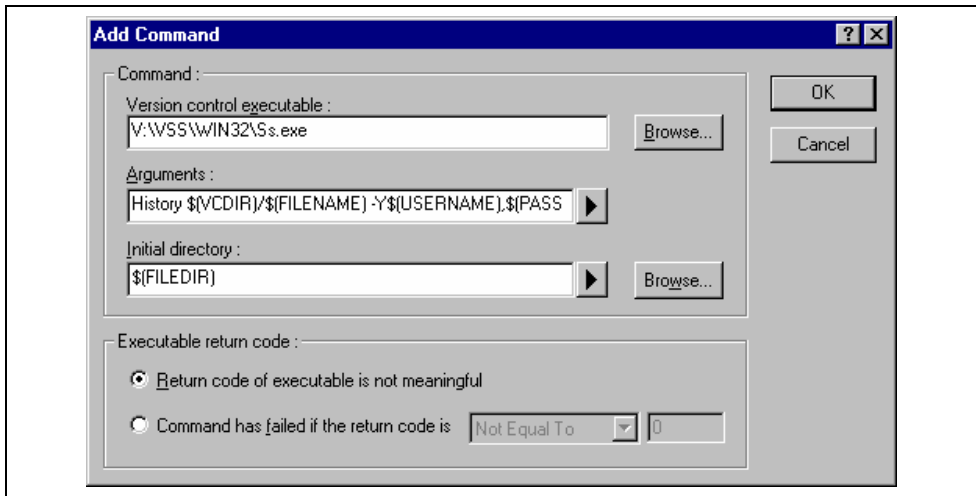 Add Command
Command :
Version control executable :
V:\VSS\WIN32\Ss.exe
Browse...
Arguments :
History $(VCDIR)/$(FILENAME) -Y$(USERNAME),$(PASS
Initial directory :
$(FILEDIR)
Browse...
OK
Cancel
Executable return code :
Return code of executable is not meaningful
Command has failed if the return code is
Not Equal To
0